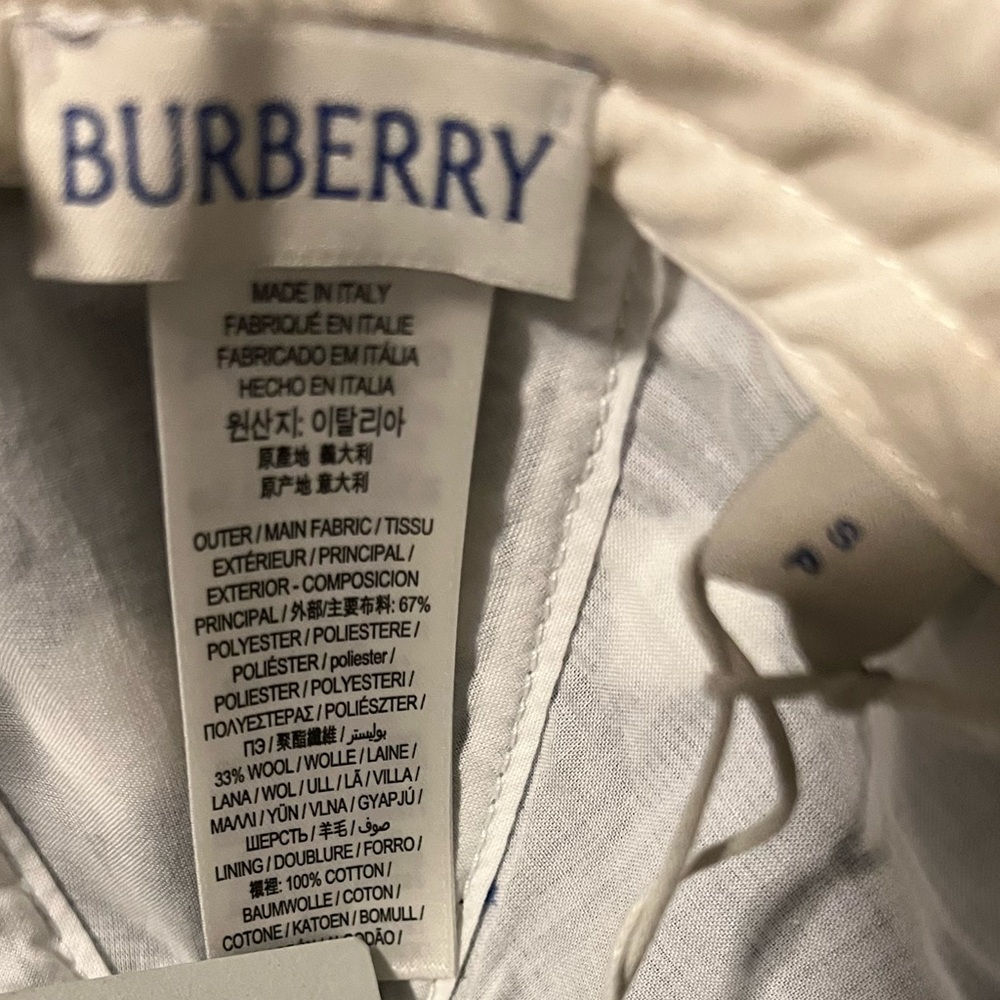 BURBERRY
MADE IN ITALY
FABRIQUÉ EN ITALIE
FABRICADO EM ITÁLIA
HECHO EN ITALIA
원산지: 이탈리아
原產地 義大利
原产地 意大利
OUTER / MAIN FABRIC / TISSU
EXTÉRIEUR / PRINCIPAL /
EXTERIOR - COMPOSICION
PRINCIPAL / 外部/主要布料: 67%
POLYESTER / POLIESTERE /
POLIÉSTER / poliester /
POLIESTER / POLYESTERI /
ΠΟΛΥΕΣΤΕΡΑΣ / POLIÉSZTER /
ПЭ / 聚酯纖維 / بوليستر /
33% WOOL / WOLLE / LAINE /
LANA / WOL / ULL / LÃ / VILLA /
ΜΑΛΛΙ / YÜN / VLNA / GYAPJÚ /
ШЕРСТЬ / 羊毛 / صوف /
LINING / DOUBLURE / FORRO /
襯裡: 100% COTTON /
BAUMWOLLE / COTON /
COTONE / KATOEN / BOMULL /
S
P